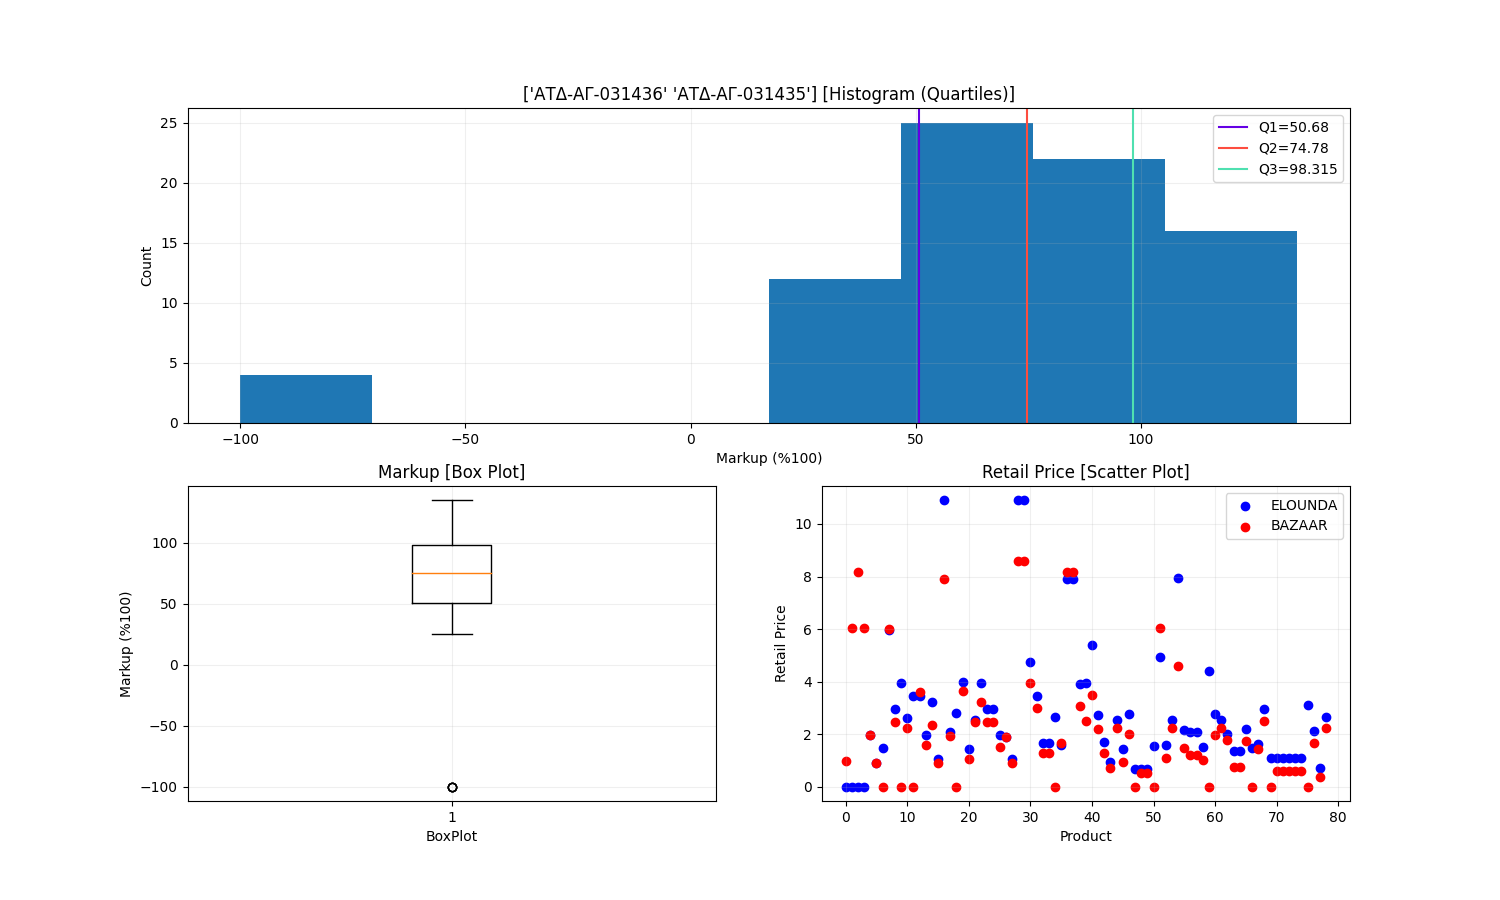 ['ΑΤΔ-ΑΓ-031436' 'ΑΤΔ-ΑΓ-031435'] [Histogram (Quartiles)]
25
20
15
10
5
0
Count
−100
−50
0
50
100
Markup (%100)
Q1=50.68
Q2=74.78
Q3=98.315
Markup [Box Plot]
100
50
0
−50
−100
Markup (%100)
1
BoxPlot
Retail Price [Scatter Plot]
10
8
6
4
2
0
Retail Price
0
10
20
30
40
50
60
70
80
Product
ELOUNDA
BAZAAR